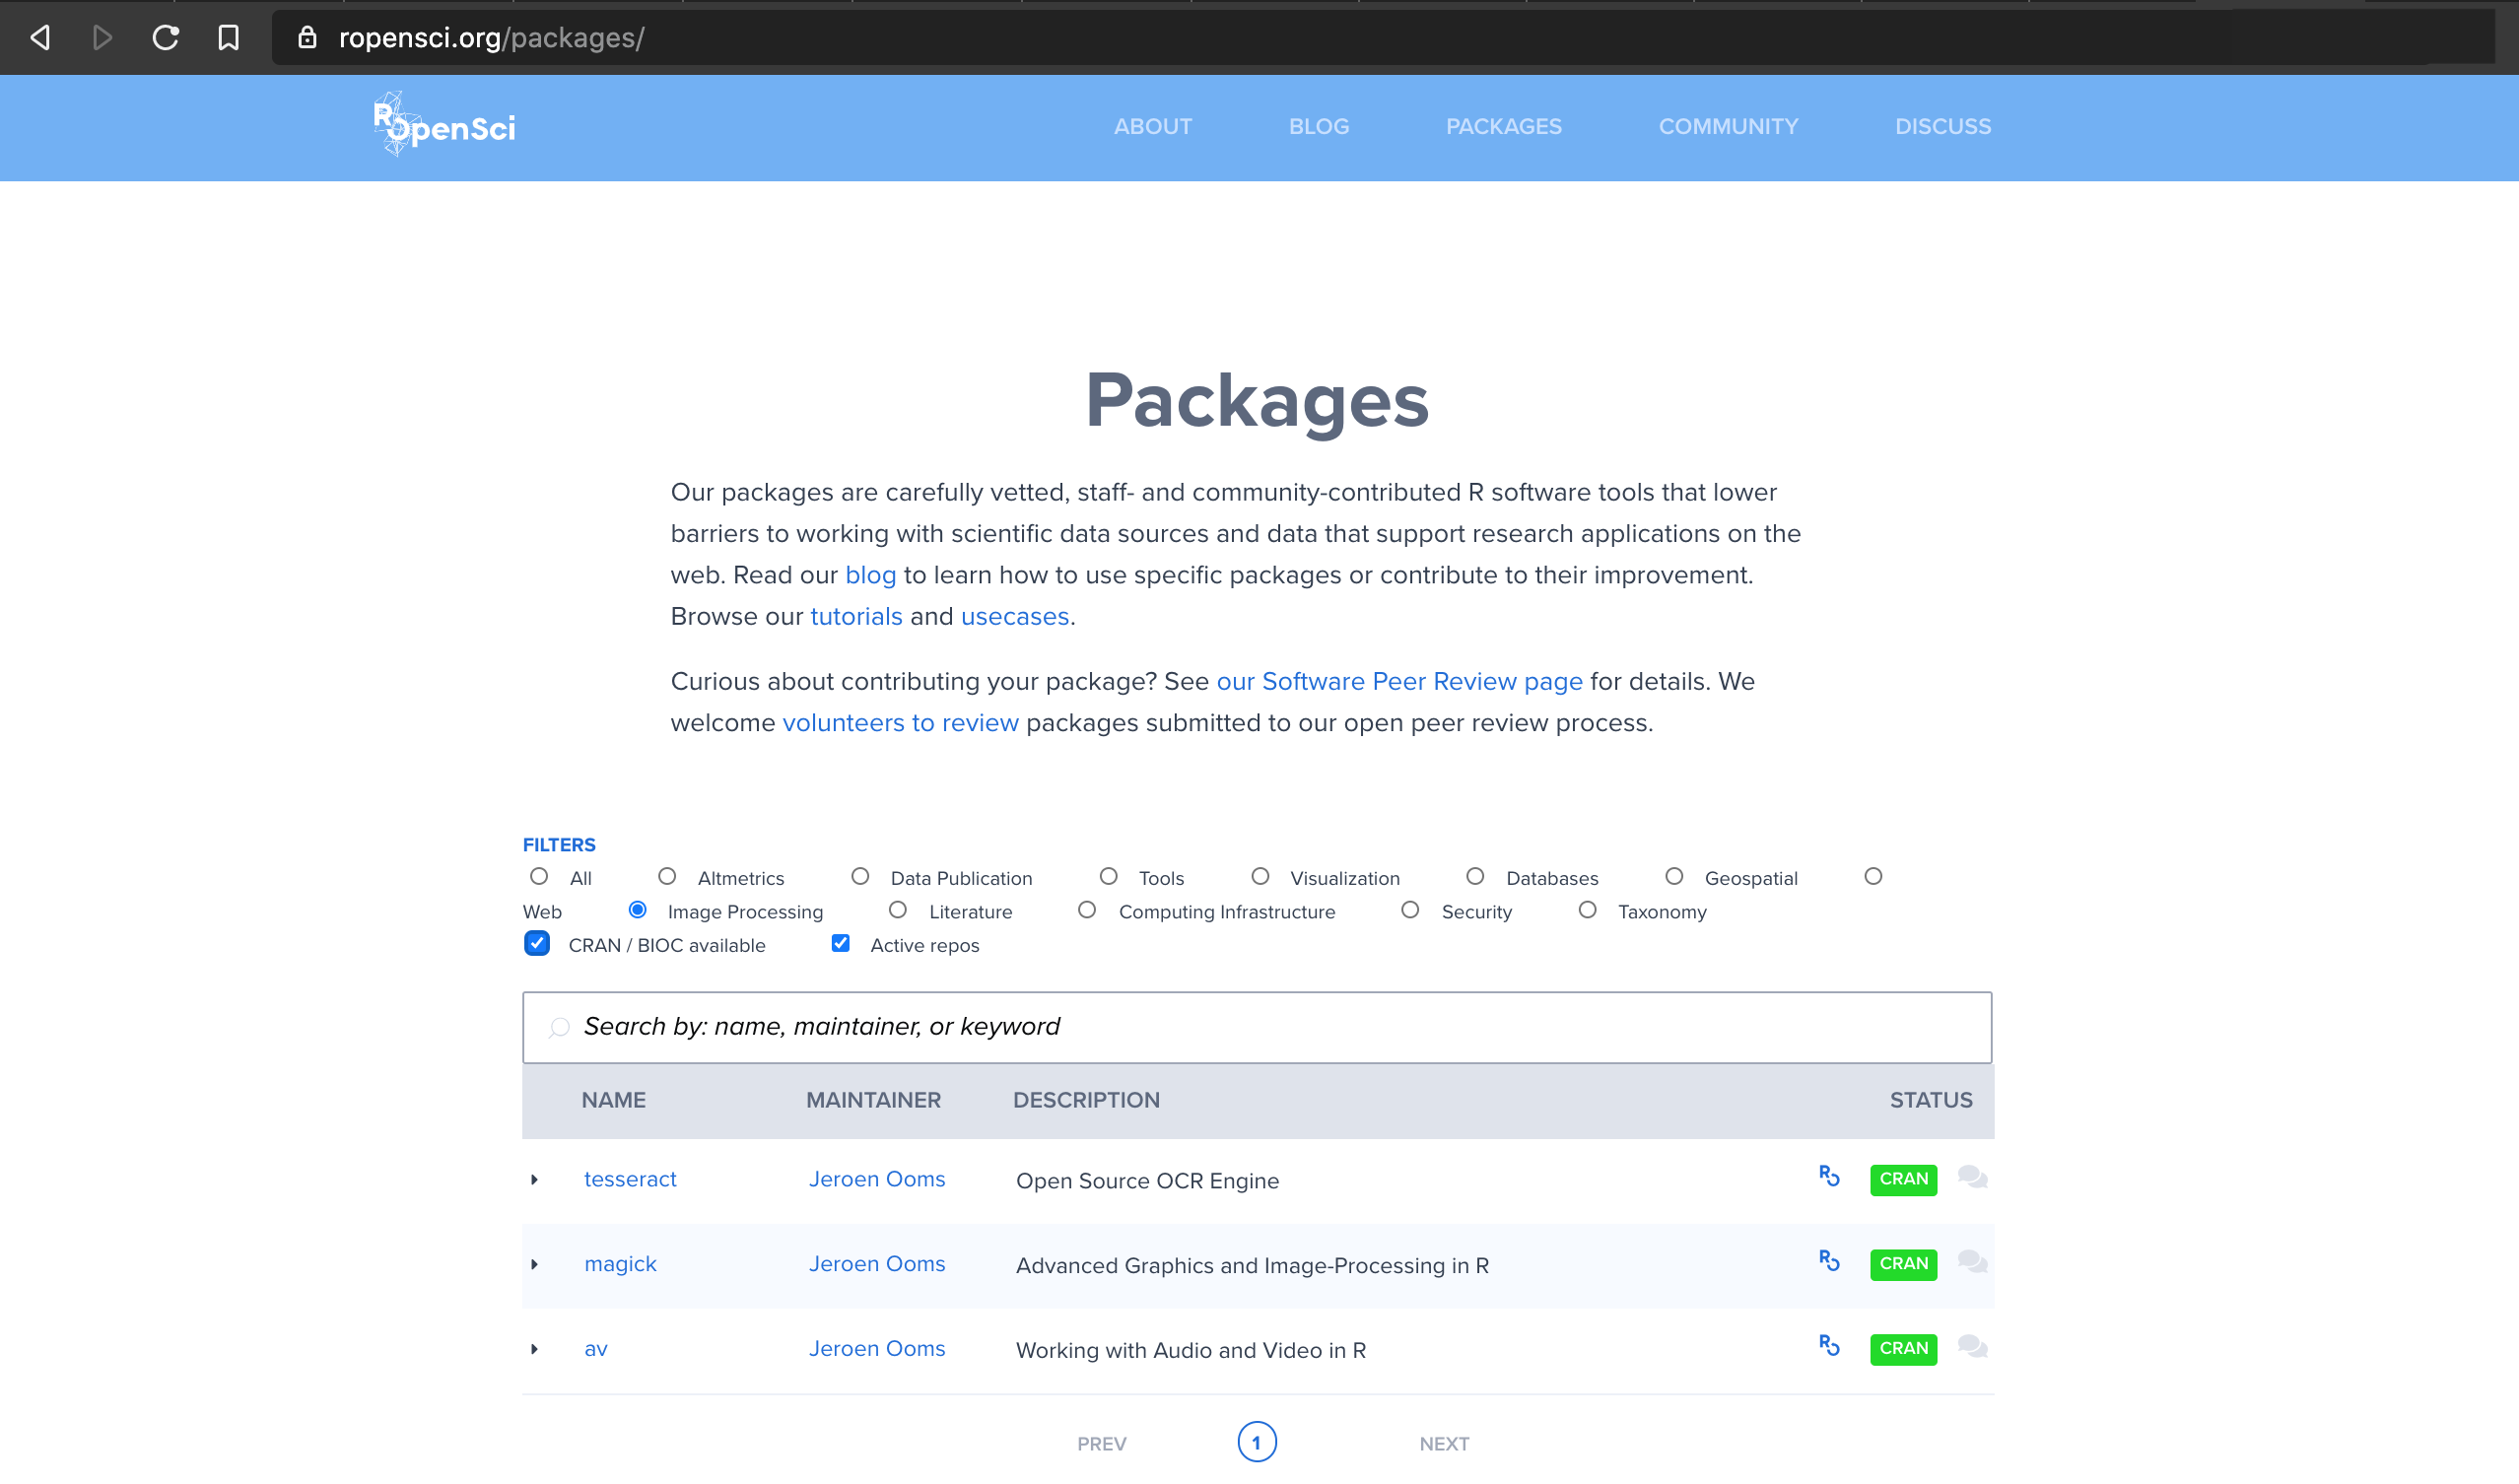 ropensci.org/packages/
ROpenSci
ABOUT BLOG PACKAGES COMMUNITY DISCUSS
Packages
Our packages are carefully vetted, staff- and community-contributed R software tools that lower
barriers to working with scientific data sources and data that support research applications on the
web. Read our blog to learn how to use specific packages or contribute to their improvement.
Browse our tutorials and usecases.
Curious about contributing your package? See our Software Peer Review page for details. We
welcome volunteers to review packages submitted to our open peer review process.
FILTERS
All Altmetrics Data Publication Tools Visualization Databases Geospatial
Web Image Processing Literature Computing Infrastructure Security Taxonomy
CRAN / BIOC available Active repos
Search by: name, maintainer, or keyword
NAME MAINTAINER DESCRIPTION STATUS
tesseract Jeroen Ooms Open Source OCR Engine RO CRAN
magick Jeroen Ooms Advanced Graphics and Image-Processing in R RO CRAN
av Jeroen Ooms Working with Audio and Video in R RO CRAN
PREV 1 NEXT